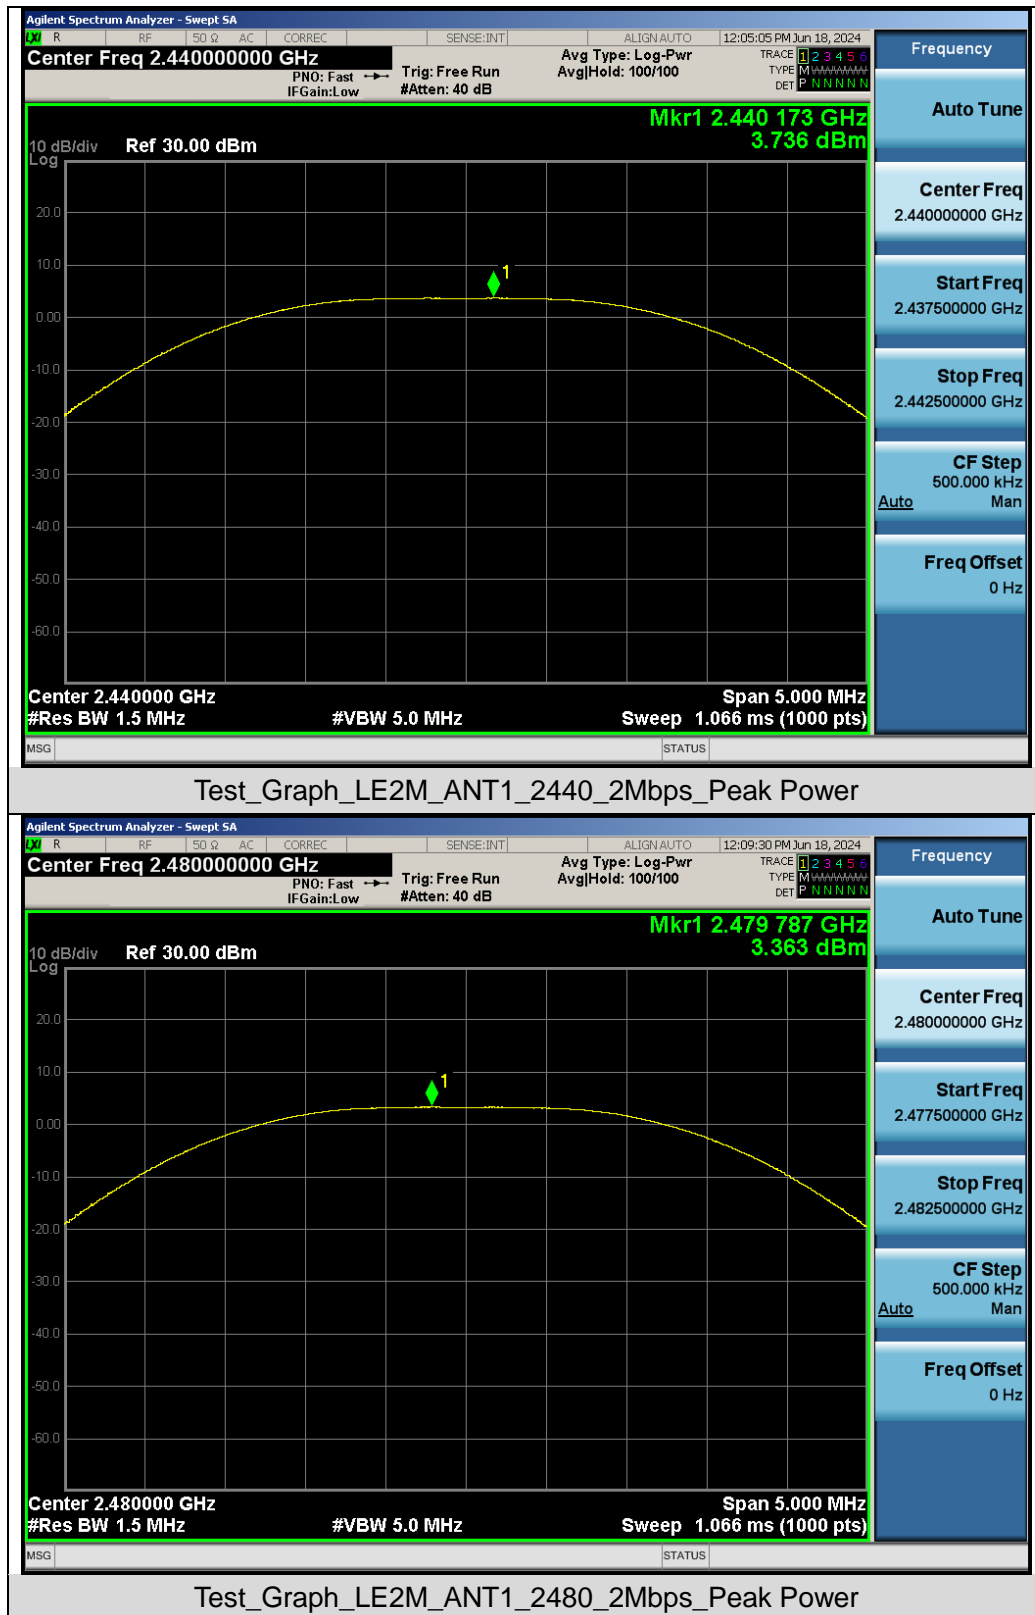 Agilent Spectrum Analyzer - Swept SA
LXI R RF 50 Ω AC CORREC SENSE:INT ALIGN AUTO 12:05:05 PM Jun 18, 2024
Center Freq 2.440000000 GHz
PNO: Fast
IFGain:Low
Trig: Free Run
#Atten: 40 dB
Avg Type: Log-Pwr
Avg|Hold: 100/100
TRACE 1 2 3 4 5 6
TYPE M WWWWW
DET P N N N N N
Mkr1 2.440 173 GHz
3.736 dBm
10 dB/div Ref 30.00 dBm
Log
20.0
10.0
1
0.00
-10.0
-20.0
-30.0
-40.0
-50.0
-60.0
Center 2.440000 GHz Span 5.000 MHz
#Res BW 1.5 MHz #VBW 5.0 MHz Sweep 1.066 ms (1000 pts)
MSG STATUS
Frequency
Auto Tune
Center Freq
2.440000000 GHz
Start Freq
2.437500000 GHz
Stop Freq
2.442500000 GHz
CF Step
500.000 kHz
Auto Man
Freq Offset
0 Hz
Test_Graph_LE2M_ANT1_2440_2Mbps_Peak Power
Agilent Spectrum Analyzer - Swept SA
LXI R RF 50 Ω AC CORREC SENSE:INT ALIGN AUTO 12:09:30 PM Jun 18, 2024
Center Freq 2.480000000 GHz
PNO: Fast
IFGain:Low
Trig: Free Run
#Atten: 40 dB
Avg Type: Log-Pwr
Avg|Hold: 100/100
TRACE 1 2 3 4 5 6
TYPE M WWWWW
DET P N N N N N
Mkr1 2.479 787 GHz
3.363 dBm
10 dB/div Ref 30.00 dBm
Log
20.0
10.0
1
0.00
-10.0
-20.0
-30.0
-40.0
-50.0
-60.0
Center 2.480000 GHz Span 5.000 MHz
#Res BW 1.5 MHz #VBW 5.0 MHz Sweep 1.066 ms (1000 pts)
MSG STATUS
Frequency
Auto Tune
Center Freq
2.480000000 GHz
Start Freq
2.477500000 GHz
Stop Freq
2.482500000 GHz
CF Step
500.000 kHz
Auto Man
Freq Offset
0 Hz
Test_Graph_LE2M_ANT1_2480_2Mbps_Peak Power